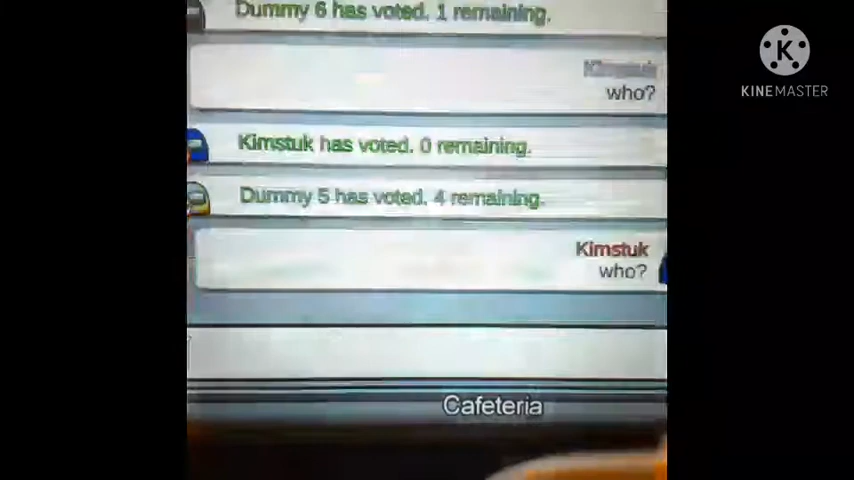 Dummy 6 has voted. 1 remaining.
Kimstuk
who?
Kimstuk has voted. 0 remaining.
Dummy 5 has voted. 4 remaining.
Kimstuk
who?
Cafeteria
K
KINEMASTER